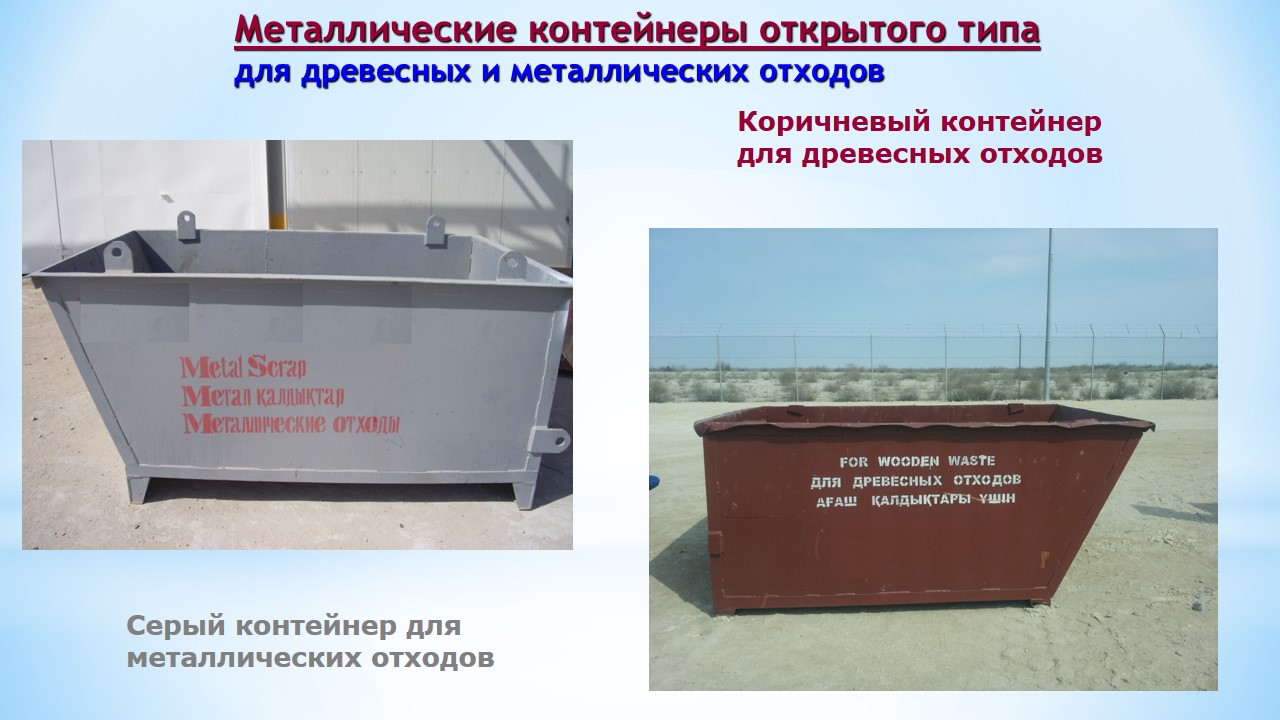 Металлические контейнеры открытого типа
для древесных и металлических отходов
Коричневый контейнер
для древесных отходов
Metal Scrap
Метал қалдықтар
Металлические отходы
FOR WOODEN WASTE
ДЛЯ ДРЕВЕСНЫХ ОТХОДОВ
АҒАШ ҚАЛДЫҚТАРЫ ҮШІН
Серый контейнер для
металлических отходов